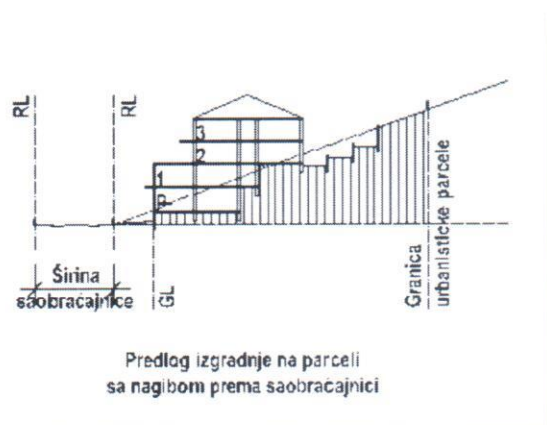 RL
RL
3
2
1
P
Širina
saobraćajnice
GL
Granica
urbanističke parcele
Predlog izgradnje na parceli
sa nagibom prema saobraćajnici